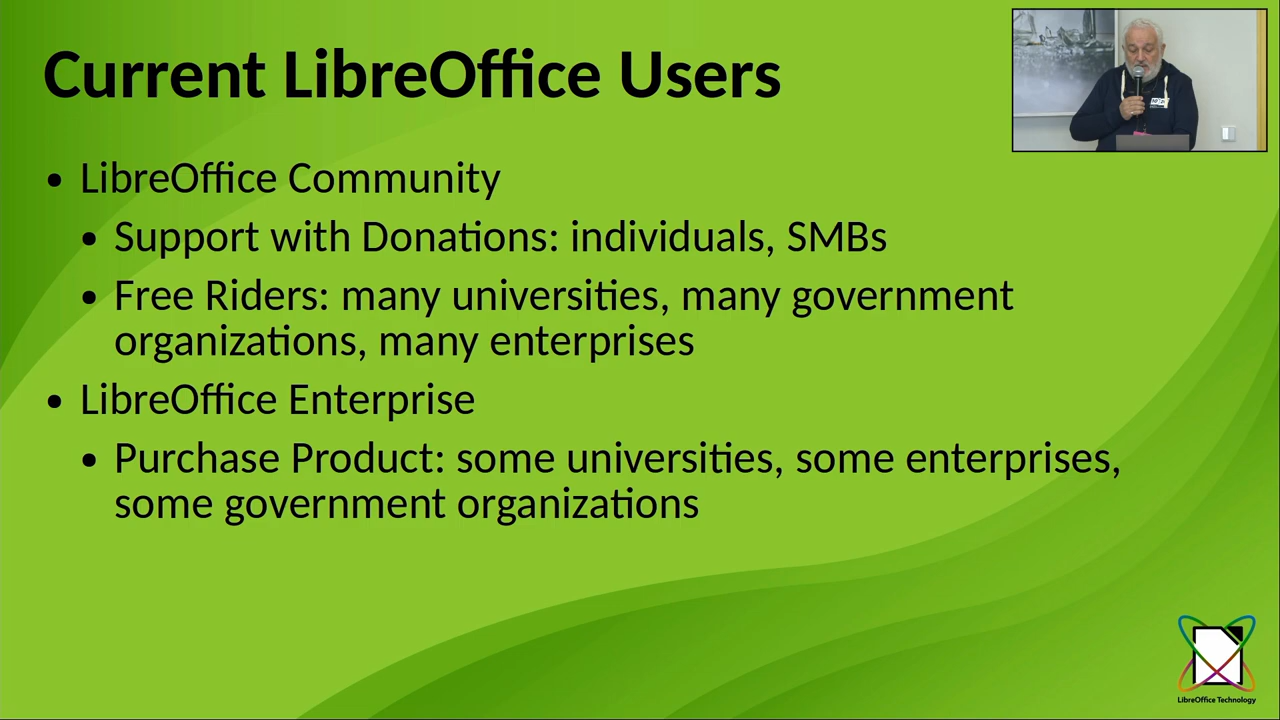 Current LibreOffice Users
• LibreOffice Community
• Support with Donations: individuals, SMBs
• Free Riders: many universities, many government
organizations, many enterprises
• LibreOffice Enterprise
• Purchase Product: some universities, some enterprises,
some government organizations
LibreOffice Technology